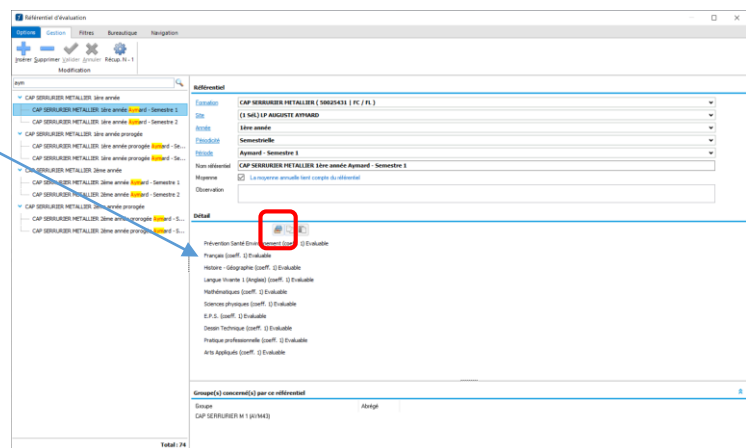 Référentiel d'évaluation
Options Gestion Filtres Bureautique Navigation
Insérer Supprimer Valider Annuler Récup. N - 1
Modification
aym
CAP SERRURIER METALLIER 1ère année
CAP SERRURIER METALLIER 1ère année Aymard - Semestre 1
CAP SERRURIER METALLIER 1ère année Aymard - Semestre 2
CAP SERRURIER METALLIER 1ère année prorogée
CAP SERRURIER METALLIER 1ère année prorogée Aymard - Se...
CAP SERRURIER METALLIER 1ère année prorogée Aymard - Se...
CAP SERRURIER METALLIER 2ème année
CAP SERRURIER METALLIER 2ème année Aymard - Semestre 1
CAP SERRURIER METALLIER 2ème année Aymard - Semestre 2
CAP SERRURIER METALLIER 2ème année prorogée
CAP SERRURIER METALLIER 2ème année prorogée Aymard - S...
CAP SERRURIER METALLIER 2ème année prorogée Aymard - S...
Total : 74
Référentiel
Formation CAP SERRURIER METALLIER ( 50025431 | FC / FL )
Site (1 Sél.) LP AUGUSTE AYMARD
Année 1ère année
Périodicité Semestrielle
Période Aymard - Semestre 1
Nom référentiel CAP SERRURIER METALLIER 1ère année Aymard - Semestre 1
Moyenne La moyenne annuelle tient compte du référentiel
Observation
Détail
Prévention Santé Environnement (coeff. 1) Evaluable
Français (coeff. 1) Evaluable
Histoire - Géographie (coeff. 1) Evaluable
Langue Vivante 1 (Anglais) (coeff. 1) Evaluable
Mathématiques (coeff. 1) Evaluable
Sciences physiques (coeff. 1) Evaluable
E.P.S. (coeff. 1) Evaluable
Dessin Technique (coeff. 1) Evaluable
Pratique professionnelle (coeff. 1) Evaluable
Arts Appliqués (coeff. 1) Evaluable
Groupe(s) concerné(s) par ce référentiel
Groupe Abrégé
CAP SERRURIER M 1 (AYM43)